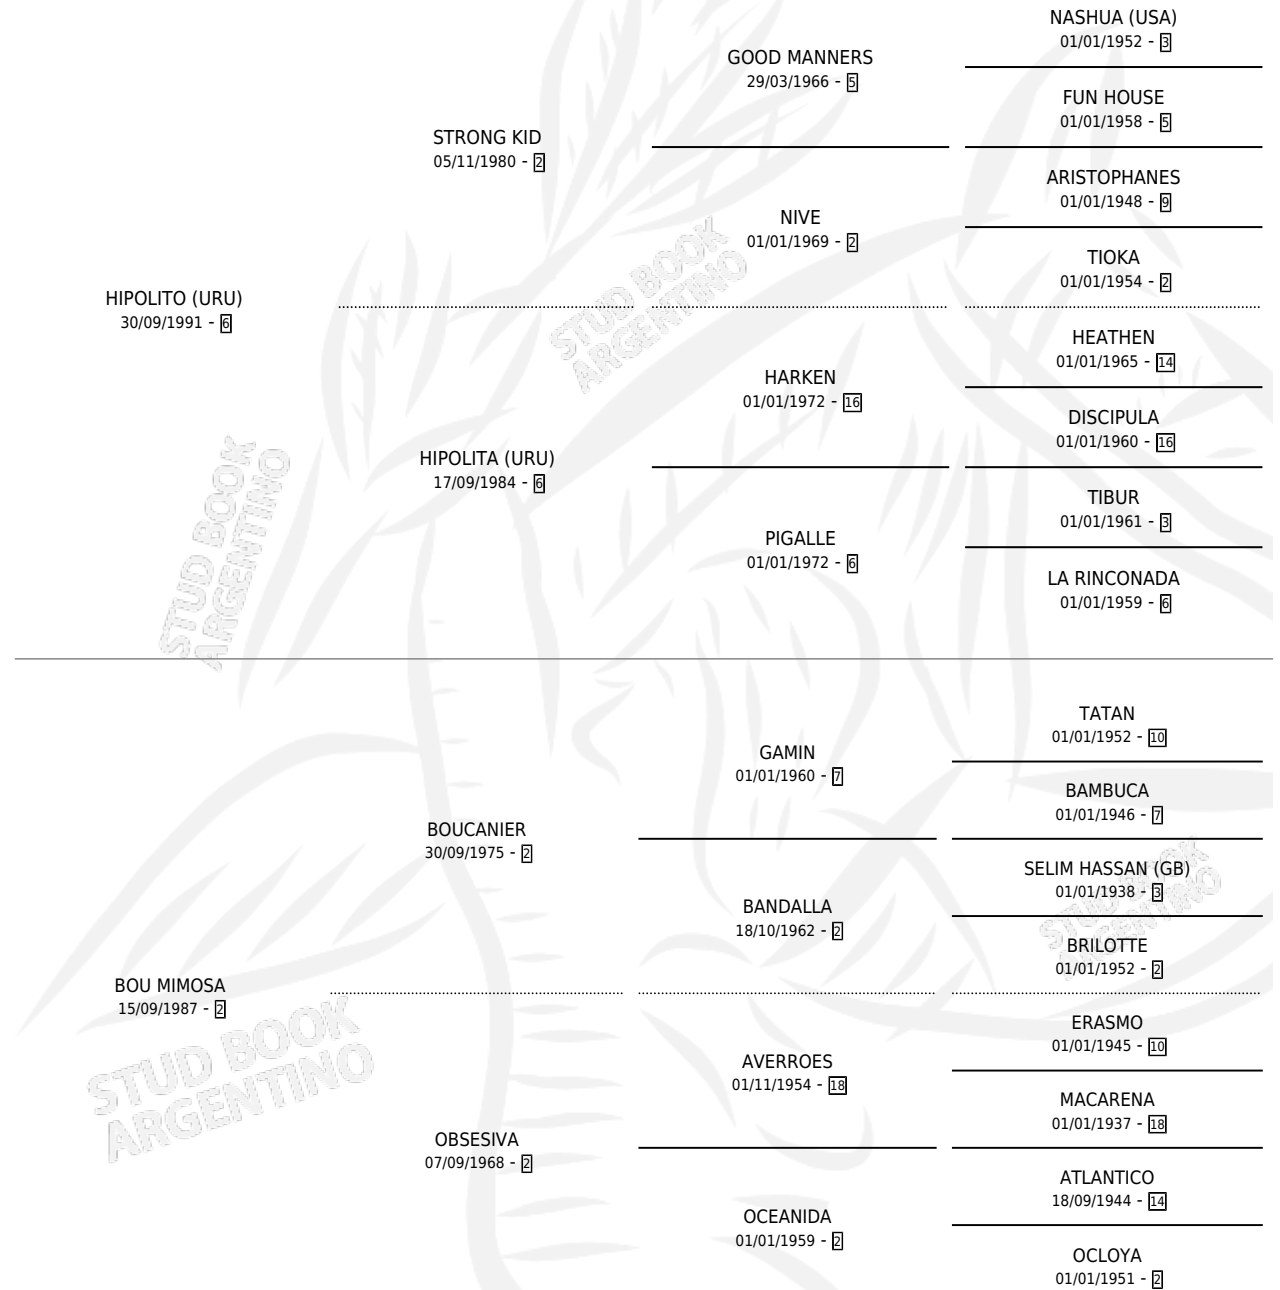 NASHUA (USA)
01/01/1952 - 3
GOOD MANNERS
29/03/1966 - 5
FUN HOUSE
01/01/1958 - 5
STRONG KID
05/11/1980 - 2
ARISTOPHANES
01/01/1948 - 9
NIVE
01/01/1969 - 2
TIOKA
01/01/1954 - 2
HIPOLITO (URU)
30/09/1991 - 6
STUD BOOK
ARGENTINO
HEATHEN
01/01/1965 - 14
HARKEN
01/01/1972 - 16
DISCIPULA
01/01/1960 - 16
HIPOLITA (URU)
17/09/1984 - 6
TIBUR
01/01/1961 - 3
PIGALLE
01/01/1972 - 6
LA RINCONADA
01/01/1959 - 6
STUD BOOK
ARGENTINO
TATAN
01/01/1952 - 10
GAMIN
01/01/1960 - 7
BAMBUCA
01/01/1946 - 7
BOUCANIER
30/09/1975 - 2
SELIM HASSAN (GB)
01/01/1938 - 3
BANDALLA
18/10/1962 - 2
STUD BOOK
ARGENTINO
BRILOTTE
01/01/1952 - 2
BOU MIMOSA
15/09/1987 - 2
STUD BOOK
ARGENTINO
ERASMO
01/01/1945 - 10
AVERROES
01/11/1954 - 18
MACARENA
01/01/1937 - 18
OBSESIVA
07/09/1968 - 2
ATLANTICO
18/09/1944 - 14
OCEANIDA
01/01/1959 - 2
OCLOYA
01/01/1951 - 2